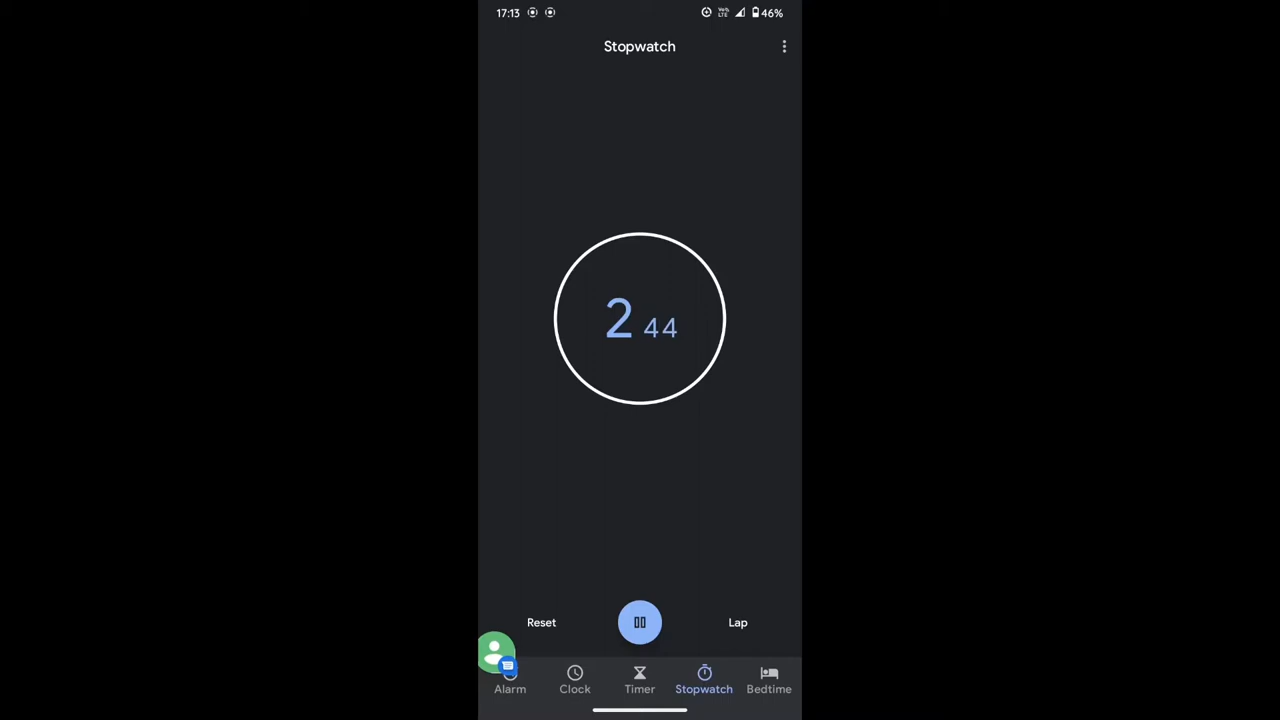 17:13 46%
Stopwatch
2 44
Reset Lap
Alarm Clock Timer Stopwatch Bedtime